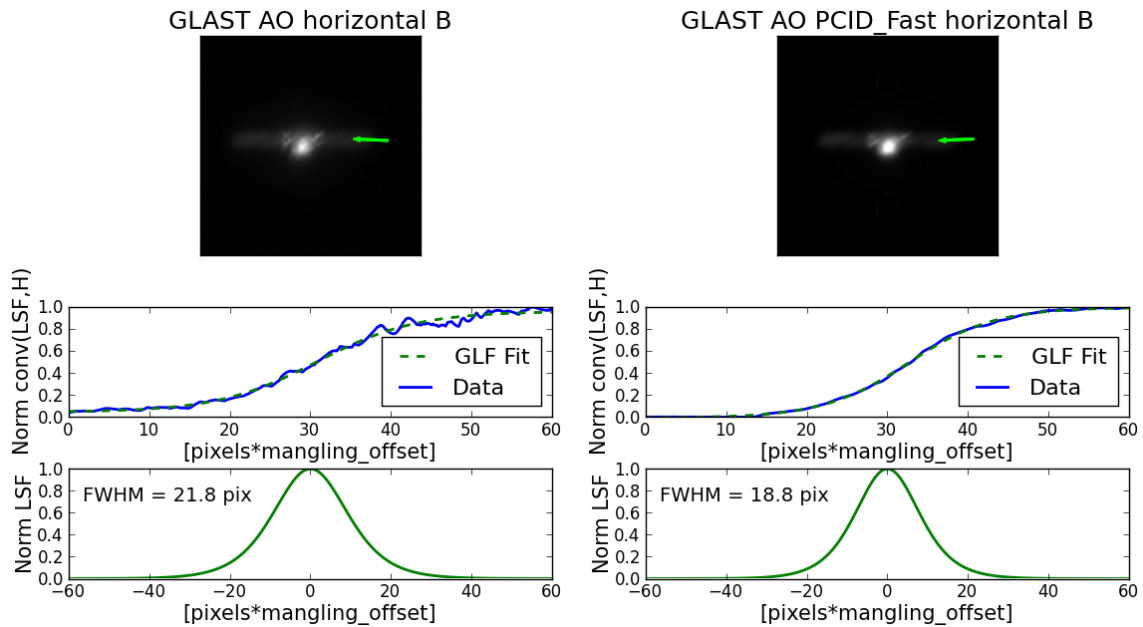 GLAST AO horizontal B
GLAST AO PCID_Fast horizontal B
Norm conv(LSF,H)
1.0
0.8
0.6
0.4
0.2
0.0
GLF Fit
Data
0 10 20 30 40 50 60
[pixels*mangling_offset]
Norm conv(LSF,H)
1.0
0.8
0.6
0.4
0.2
0.0
GLF Fit
Data
0 10 20 30 40 50 60
[pixels*mangling_offset]
Norm LSF
1.0
0.8
0.6
0.4
0.2
0.0
FWHM = 21.8 pix
−60 −40 −20 0 20 40 60
[pixels*mangling_offset]
Norm LSF
1.0
0.8
0.6
0.4
0.2
0.0
FWHM = 18.8 pix
−60 −40 −20 0 20 40 60
[pixels*mangling_offset]